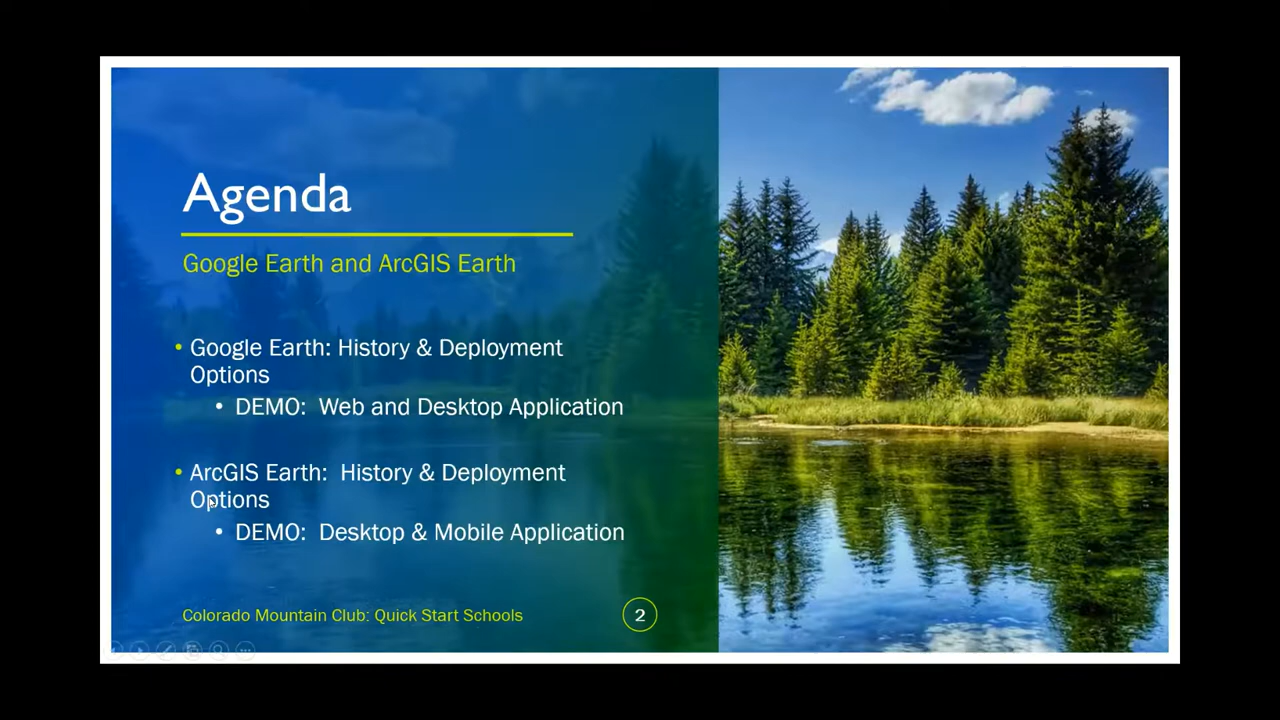 Agenda
Google Earth and ArcGIS Earth
• Google Earth: History & Deployment
Options
• DEMO:  Web and Desktop Application
• ArcGIS Earth:  History & Deployment
Options
• DEMO:  Desktop & Mobile Application
Colorado Mountain Club: Quick Start Schools
2